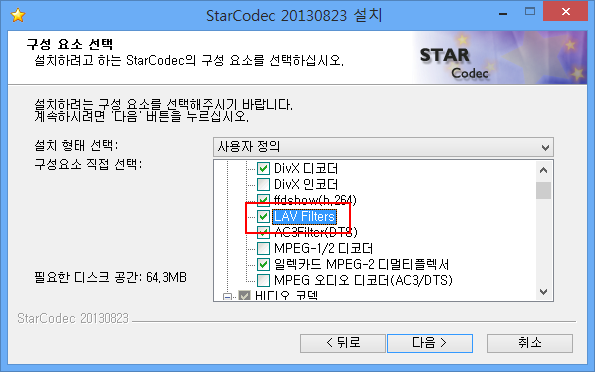 StarCodec 20130823 설치
구성 요소 선택
설치하려고 하는 StarCodec의 구성 요소를 선택하십시오.
STAR
Codec
설치하려는 구성 요소를 선택해주시기 바랍니다.
계속하시려면 '다음' 버튼을 누르십시오.
설치 형태 선택:
사용자 정의
구성요소 직접 선택:
DivX 디코더
DivX 인코더
ffdshow(h,264)
LAV Filters
AC3Filter(DTS)
MPEG-1/2 디코더
일렉카드 MPEG-2 디멀티플렉서
MPEG 오디오 디코더(AC3/DTS)
비디오 코덱
필요한 디스크 공간: 64,3MB
StarCodec 20130823
< 뒤로
다음 >
취소